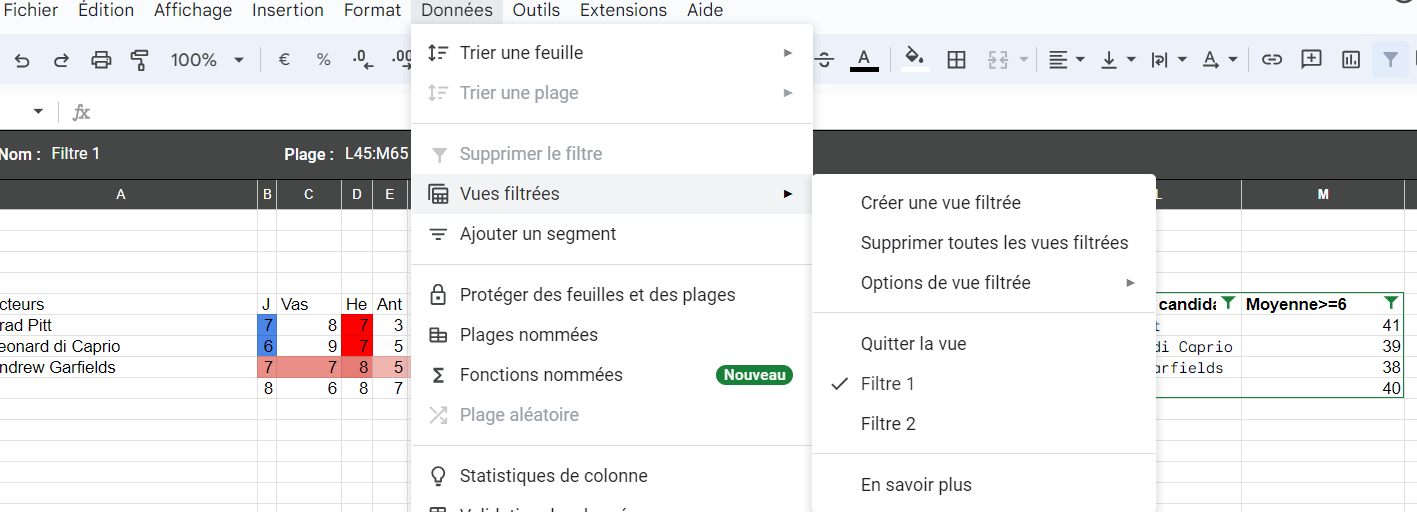 Fichier Édition Affichage Insertion Format Données Outils Extensions Aide
100% € % .0 .00 A
fx
Nom : Filtre 1 Plage : L45:M65
A B C D E L M
Trier une feuille
Trier une plage
Supprimer le filtre
Vues filtrées
Ajouter un segment
Protéger des feuilles et des plages
Plages nommées
Fonctions nommées Nouveau
Plage aléatoire
Statistiques de colonne
Créer une vue filtrée
Supprimer toutes les vues filtrées
Options de vue filtrée
Quitter la vue
Filtre 1
Filtre 2
En savoir plus
cteurs J Vas He Ant
rad Pitt 7 8 7 3
eonard di Caprio 6 9 7 5
ndrew Garfields 7 7 8 5
8 6 8 7
candida Moyenne>=6
t 41
di Caprio 39
arfields 38
40